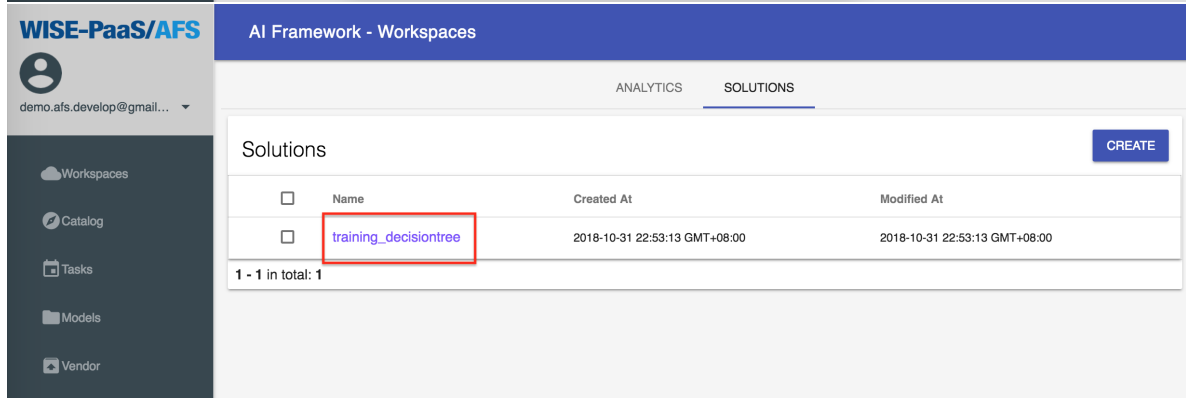 WISE-PaaS/AFS
demo.afs.develop@gmail...
Workspaces
Catalog
Tasks
Models
Vendor
AI Framework - Workspaces
ANALYTICS SOLUTIONS
Solutions
CREATE
Name Created At Modified At
training_decisiontree 2018-10-31 22:53:13 GMT+08:00 2018-10-31 22:53:13 GMT+08:00
1 - 1 in total: 1